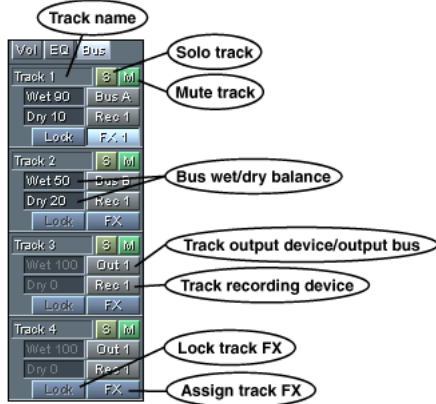 Track name
Vol EQ Bus
Solo track
Track 1 S M
Mute track
Wet 90 Bus A
Dry 10 Rec 1
Lock FX 1
Track 2 S M
Wet 50 Bus B
Bus wet/dry balance
Dry 20 Rec 1
Lock FX
Track 3 S M
Track output device/output bus
Wet 100 Out 1
Dry 0 Rec 1
Track recording device
Lock FX
Track 4 S M
Wet 100 Out 1
Lock track FX
Dry 0 Rec 1
Lock FX
Assign track FX